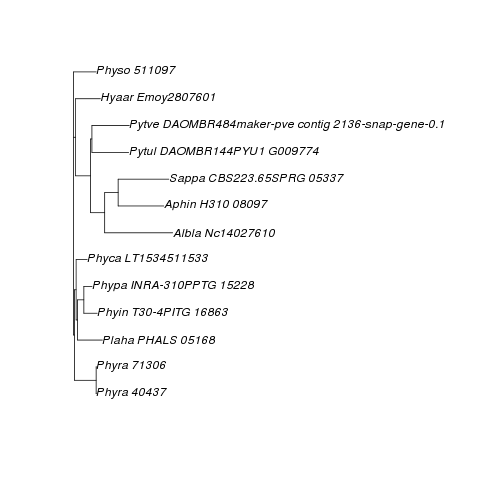 Physo 511097
Hyaar Emoy2807601
Pytve DAOMBR484maker-pve contig 2136-snap-gene-0.1
Pytul DAOMBR144PYU1 G009774
Sappa CBS223.65SPRG 05337
Aphin H310 08097
Albla Nc14027610
Phyca LT1534511533
Phypa INRA-310PPTG 15228
Phyin T30-4PITG 16863
Plaha PHALS 05168
Phyra 71306
Phyra 40437